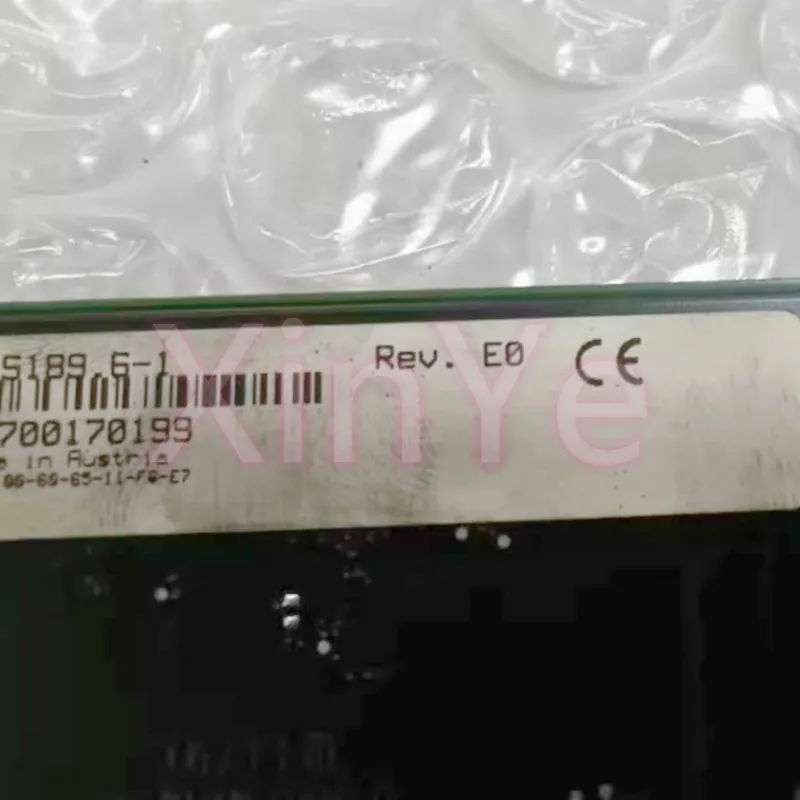 5189.6-1 Rev. E0 CE
700170199
in Austria
XinYe